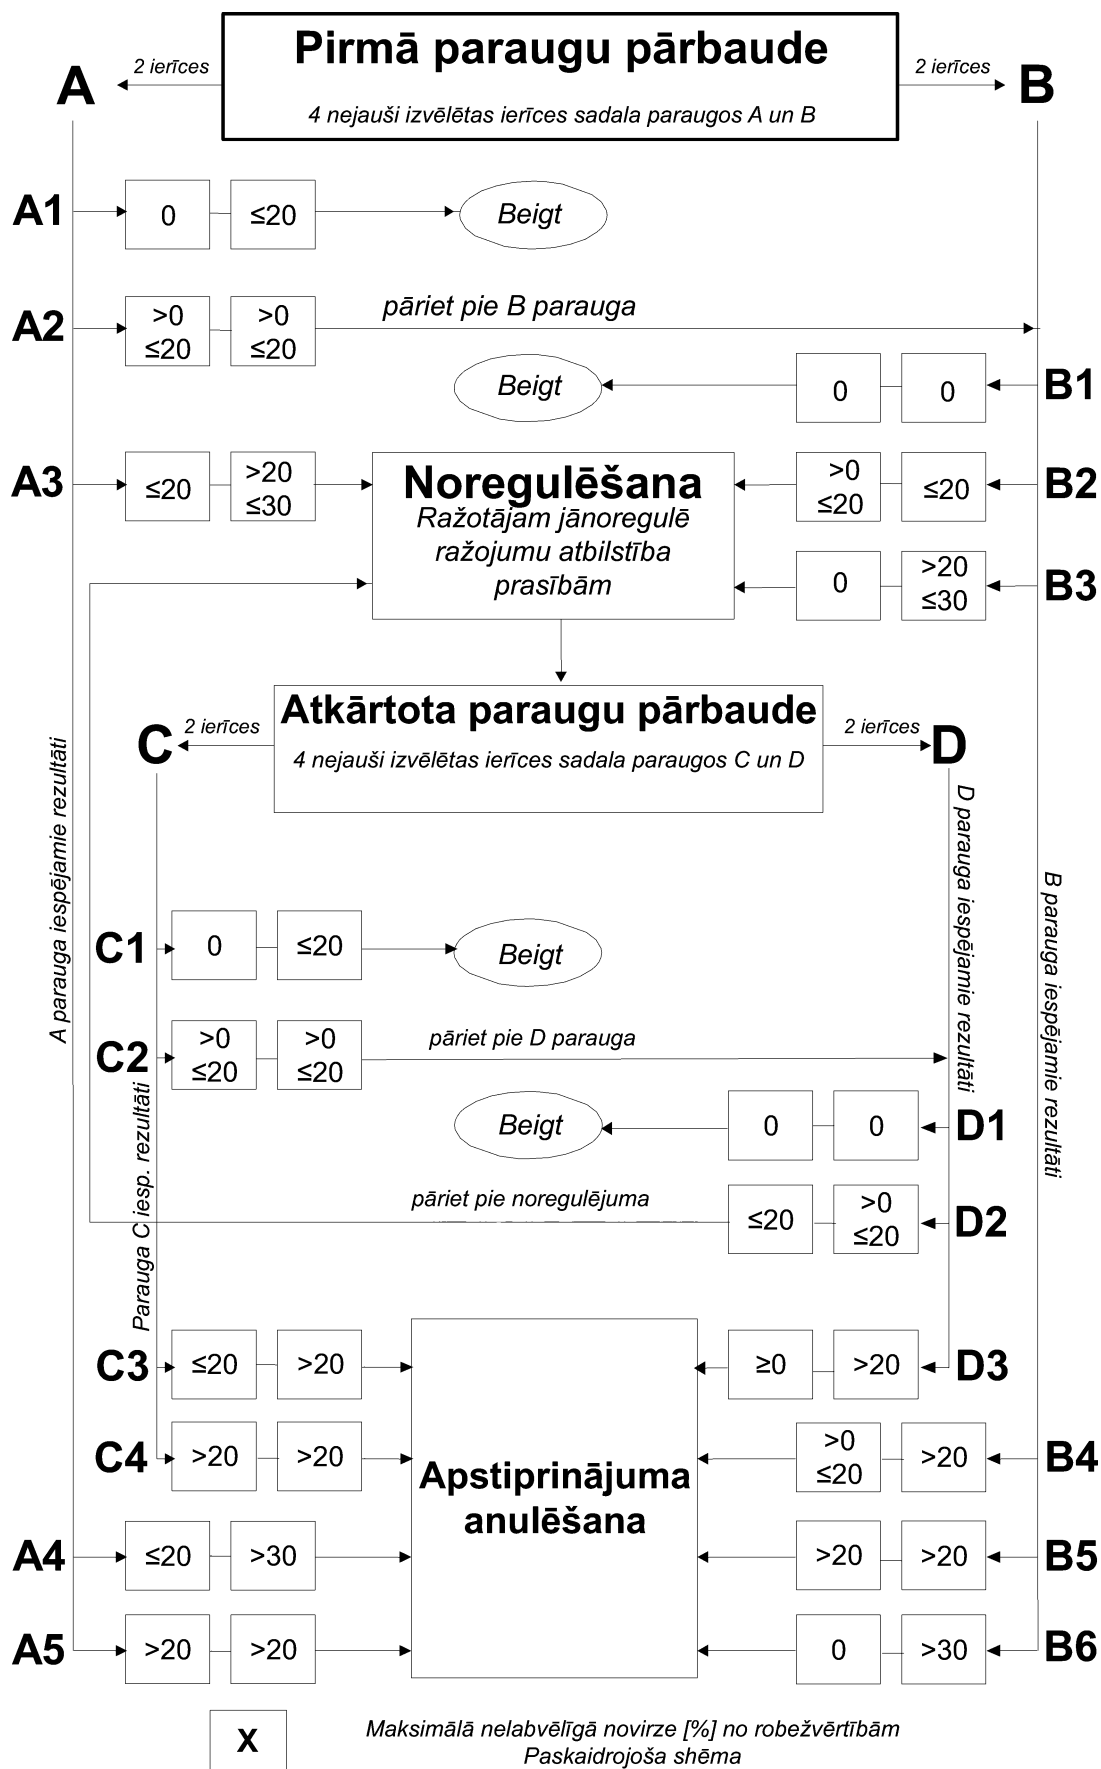 Pirmā paraugu pārbaude
4 nejauši izvēlētas ierīces sadala paraugos A un B
A
2 ierīces
2 ierīces
B
A1
0
≤20
Beigt
A2
>0
≤20
>0
≤20
pāriet pie B parauga
Beigt
0
0
B1
A3
≤20
>20
≤30
Noregulēšana
Ražotājam jānoregulē
ražojumu atbilstība
prasībām
>0
≤20
≤20
B2
0
>20
≤30
B3
Atkārtota paraugu pārbaude
4 nejauši izvēlētas ierīces sadala paraugos C un D
C
2 ierīces
2 ierīces
D
A parauga iespējamie rezultāti
D parauga iespējamie rezultāti
B parauga iespējamie rezultāti
C1
0
≤20
Beigt
C2
>0
≤20
>0
≤20
pāriet pie D parauga
Parauga C iesp. rezultāti
Beigt
0
0
D1
pāriet pie noregulējuma
≤20
>0
≤20
D2
C3
≤20
>20
≥0
>20
D3
C4
>20
>20
Apstiprinājuma
anulēšana
>0
≤20
>20
B4
A4
≤20
>30
>20
>20
B5
A5
>20
>20
0
>30
B6
X
Maksimālā nelabvēlīgā novirze [%] no robežvērtībām
Paskaidrojoša shēma